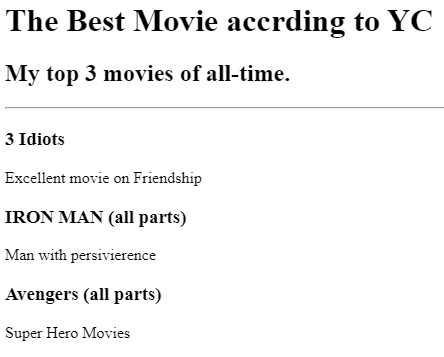 The Best Movie accrding to YC
My top 3 movies of all-time.
3 Idiots
Excellent movie on Friendship
IRON MAN (all parts)
Man with persivierence
Avengers (all parts)
Super Hero Movies